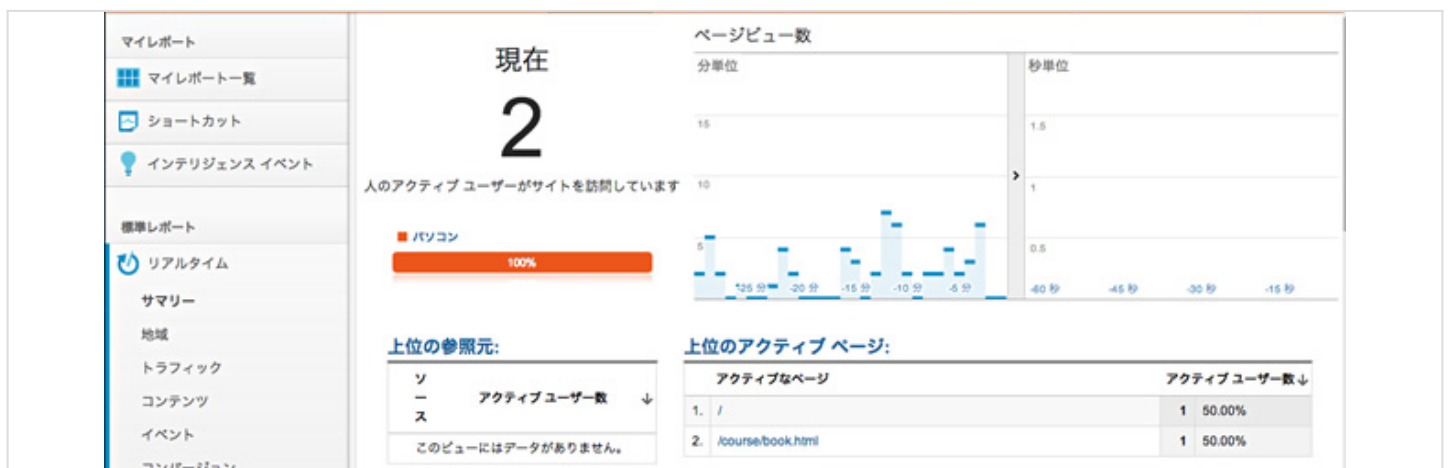 マイレポート
マイレポート一覧
ショートカット
インテリジェンス イベント
標準レポート
リアルタイム
サマリー
地域
トラフィック
コンテンツ
イベント
コンバージョン
現在
2
人のアクティブ ユーザーがサイトを訪問しています
パソコン
100%
ページビュー数
分単位
15
10
5
-25 分
-20 分
-15 分
-10 分
-5 分
秒単位
1.5
1
0.5
-60 秒
-45 秒
-30 秒
-15 秒
上位の参照元:
ソース アクティブ ユーザー数 ↓
このビューにはデータがありません。
上位のアクティブ ページ:
アクティブなページ アクティブ ユーザー数 ↓
1. / 1 50.00%
2. /course/book.html 1 50.00%